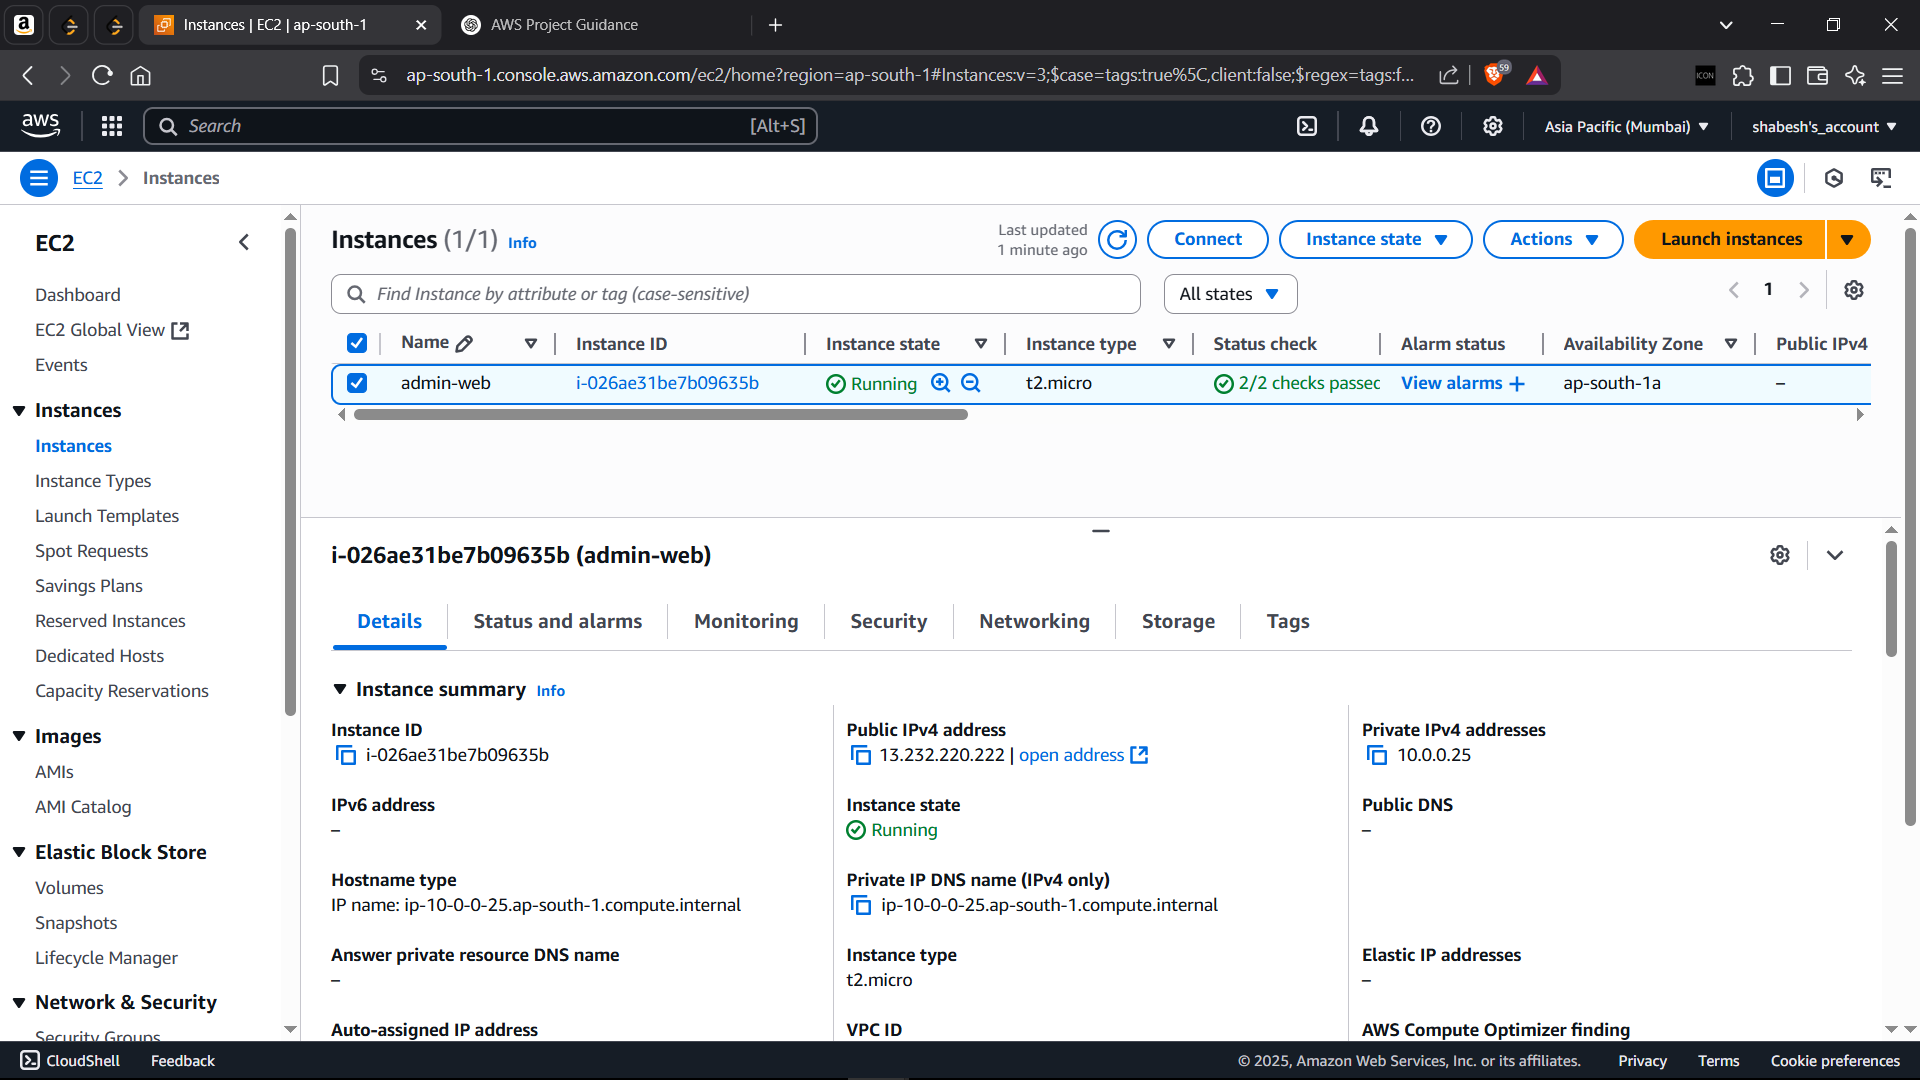 Instances | EC2 | ap-south-1
AWS Project Guidance
ap-south-1.console.aws.amazon.com/ec2/home?region=ap-south-1#Instances:v=3;$case=tags:true%5C,client:false;$regex=tags:f...
59
ICON
aws
Search
[Alt+S]
Asia Pacific (Mumbai)
shabesh's_account
EC2
Instances
EC2
Dashboard
EC2 Global View
Events
Instances
Instances
Instance Types
Launch Templates
Spot Requests
Savings Plans
Reserved Instances
Dedicated Hosts
Capacity Reservations
Images
AMIs
AMI Catalog
Elastic Block Store
Volumes
Snapshots
Lifecycle Manager
Network & Security
Security Groups
Instances (1/1) Info
Last updated
1 minute ago
Connect
Instance state
Actions
Launch instances
Find Instance by attribute or tag (case-sensitive)
All states
1
Name Instance ID Instance state Instance type Status check Alarm status Availability Zone Public IPv4
admin-web i-026ae31be7b09635b Running t2.micro 2/2 checks passed View alarms + ap-south-1a –
i-026ae31be7b09635b (admin-web)
Details Status and alarms Monitoring Security Networking Storage Tags
Instance summary Info
Instance ID
i-026ae31be7b09635b
Public IPv4 address
13.232.220.222 | open address
Private IPv4 addresses
10.0.0.25
IPv6 address
–
Instance state
Running
Public DNS
–
Hostname type
IP name: ip-10-0-0-25.ap-south-1.compute.internal
Private IP DNS name (IPv4 only)
ip-10-0-0-25.ap-south-1.compute.internal
Answer private resource DNS name
–
Instance type
t2.micro
Elastic IP addresses
–
Auto-assigned IP address
VPC ID
AWS Compute Optimizer finding
CloudShell
Feedback
© 2025, Amazon Web Services, Inc. or its affiliates.
Privacy
Terms
Cookie preferences